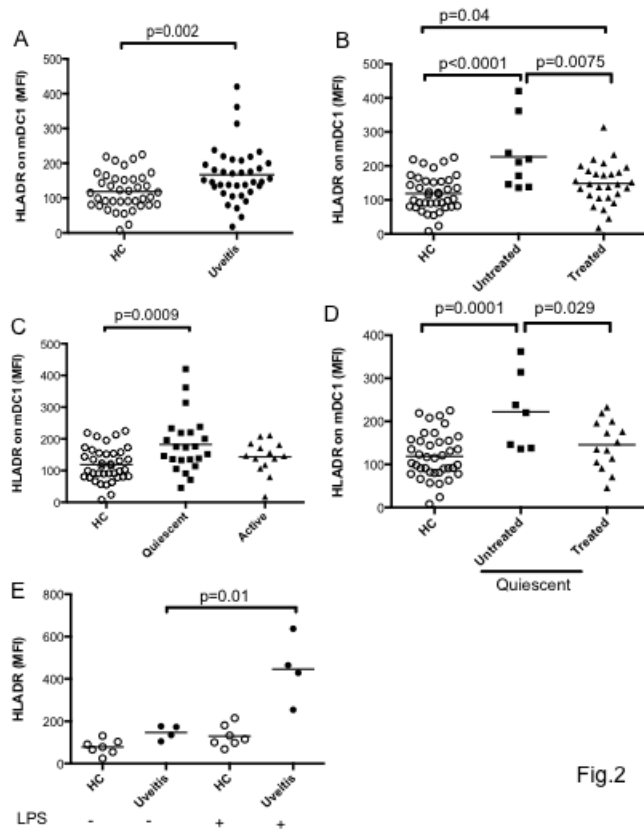 A
p=0.002
HLADR on mDC1 (MFI)
500
400
300
200
100
0
HC
Uveitis
B
p=0.04
p<0.0001
p=0.0075
HLADR on mDC1 (MFI)
500
400
300
200
100
0
HC
Untreated
Treated
C
p=0.0009
HLADR on mDC1 (MFI)
500
400
300
200
100
0
HC
Quiescent
Active
D
p=0.0001
p=0.029
HLADR on mDC1 (MFI)
400
300
200
100
0
HC
Untreated
Treated
Quiescent
E
p=0.01
HLADR (MFI)
800
600
400
200
0
HC
Uveitis
HC
Uveitis
LPS - - + +
Fig.2